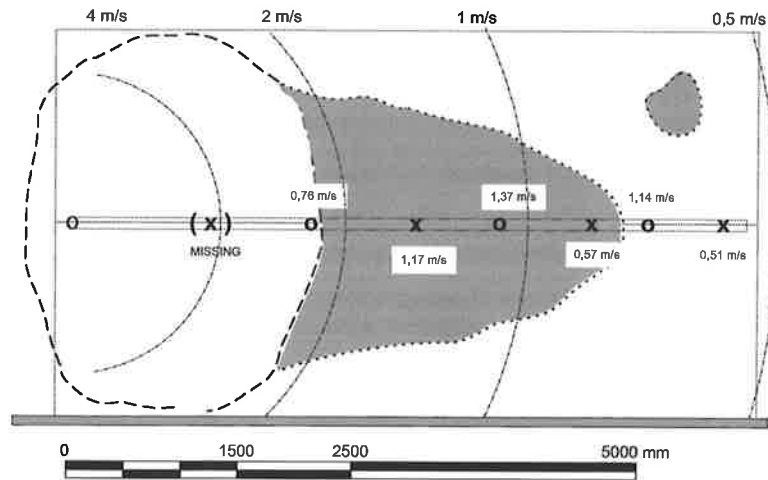 4 m/s 2 m/s 1 m/s 0,5 m/s
0,76 m/s 1,37 m/s 1,14 m/s
O (X) O X O X O X
MISSING 1,17 m/s 0,57 m/s 0,51 m/s
0 1500 2500 5000 mm